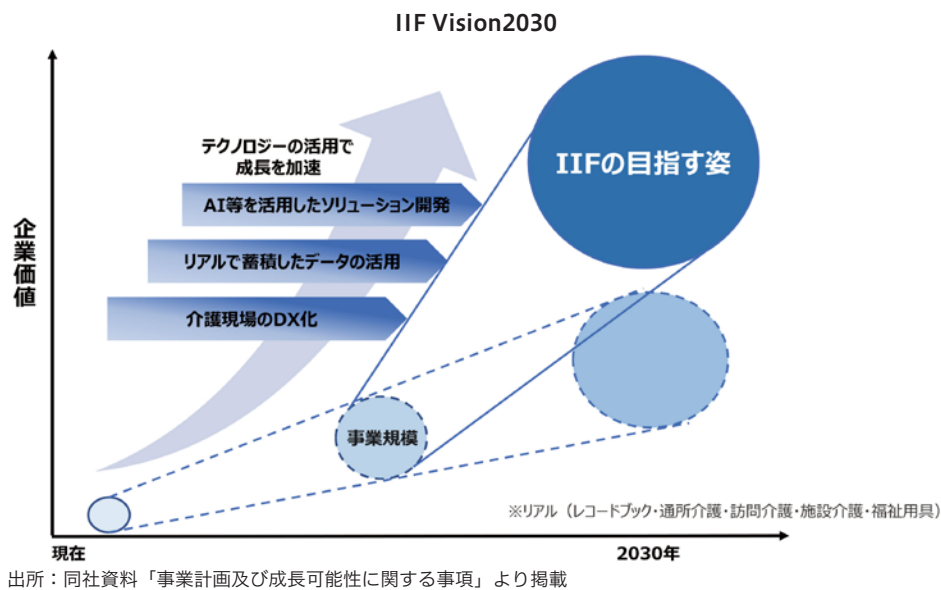 IIF Vision2030
テクノロジーの活用で
成長を加速
AI等を活用したソリューション開発
リアルで蓄積したデータの活用
介護現場のDX化
IIFの目指す姿
企業価値
事業規模
※リアル（レコードブック・通所介護・訪問介護・施設介護・福祉用具）
現在
2030年
出所：同社資料「事業計画及び成長可能性に関する事項」より掲載